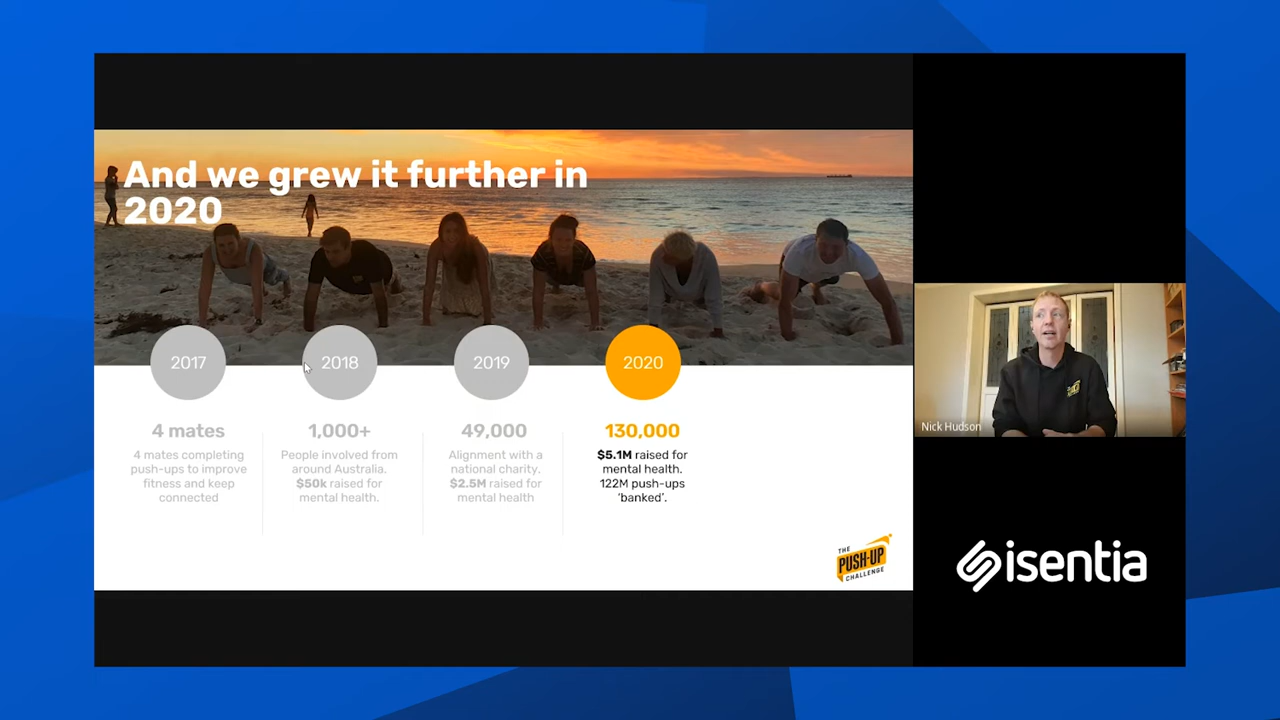 And we grew it further in
2020
2017
2018
2019
2020
4 mates
4 mates completing
push-ups to improve
fitness and keep
connected
1,000+
People involved from
around Australia.
$50k raised for
mental health.
49,000
Alignment with a
national charity.
$2.5M raised for
mental health
130,000
$5.1M raised for
mental health.
122M push-ups
‘banked’.
THE
PUSH-UP
CHALLENGE
Nick Hudson
isentia